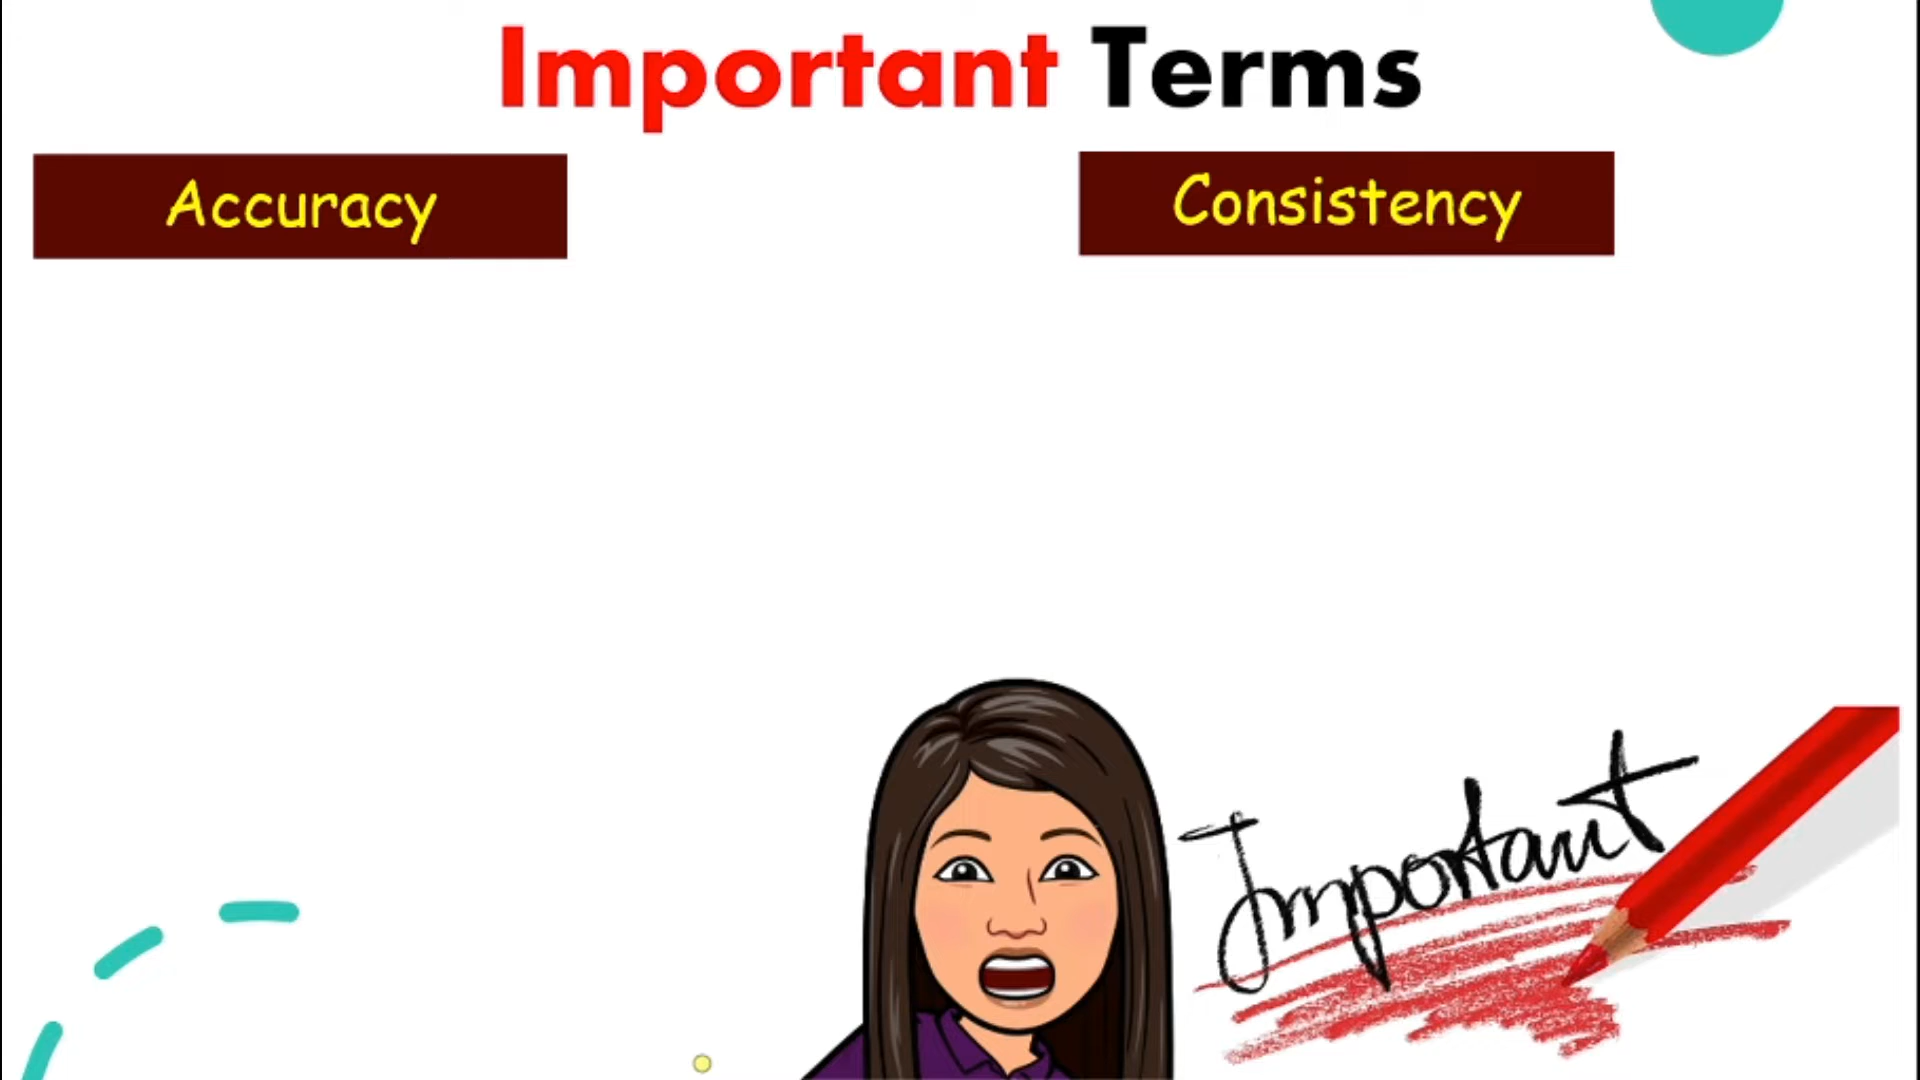 Important Terms
Accuracy
Consistency
Important